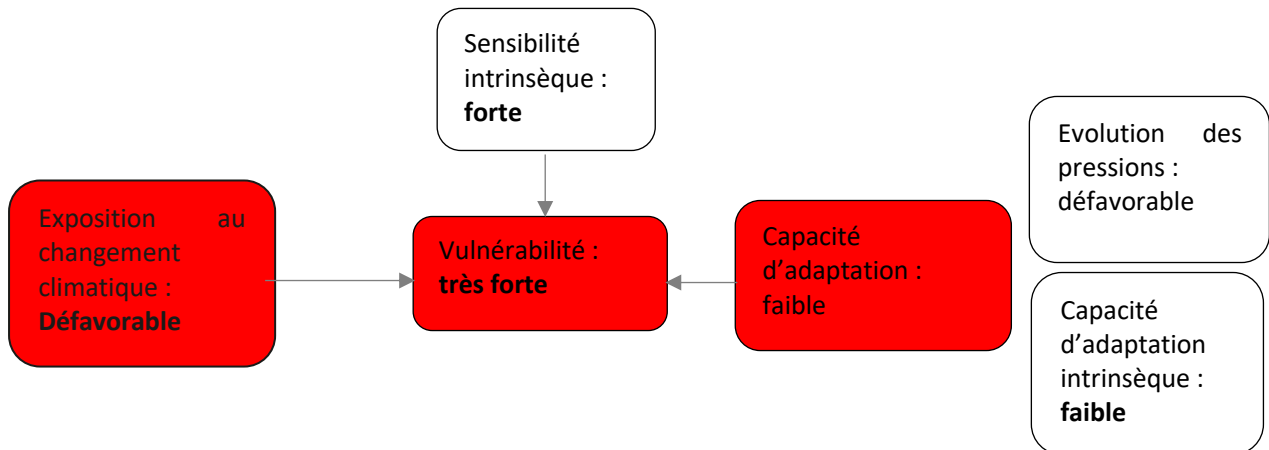 Sensibilité
intrinsèque :
forte
Exposition au
changement
climatique :
Défavorable
Vulnérabilité :
très forte
Capacité
d’adaptation :
faible
Evolution des
pressions :
défavorable
Capacité
d’adaptation
intrinsèque :
faible